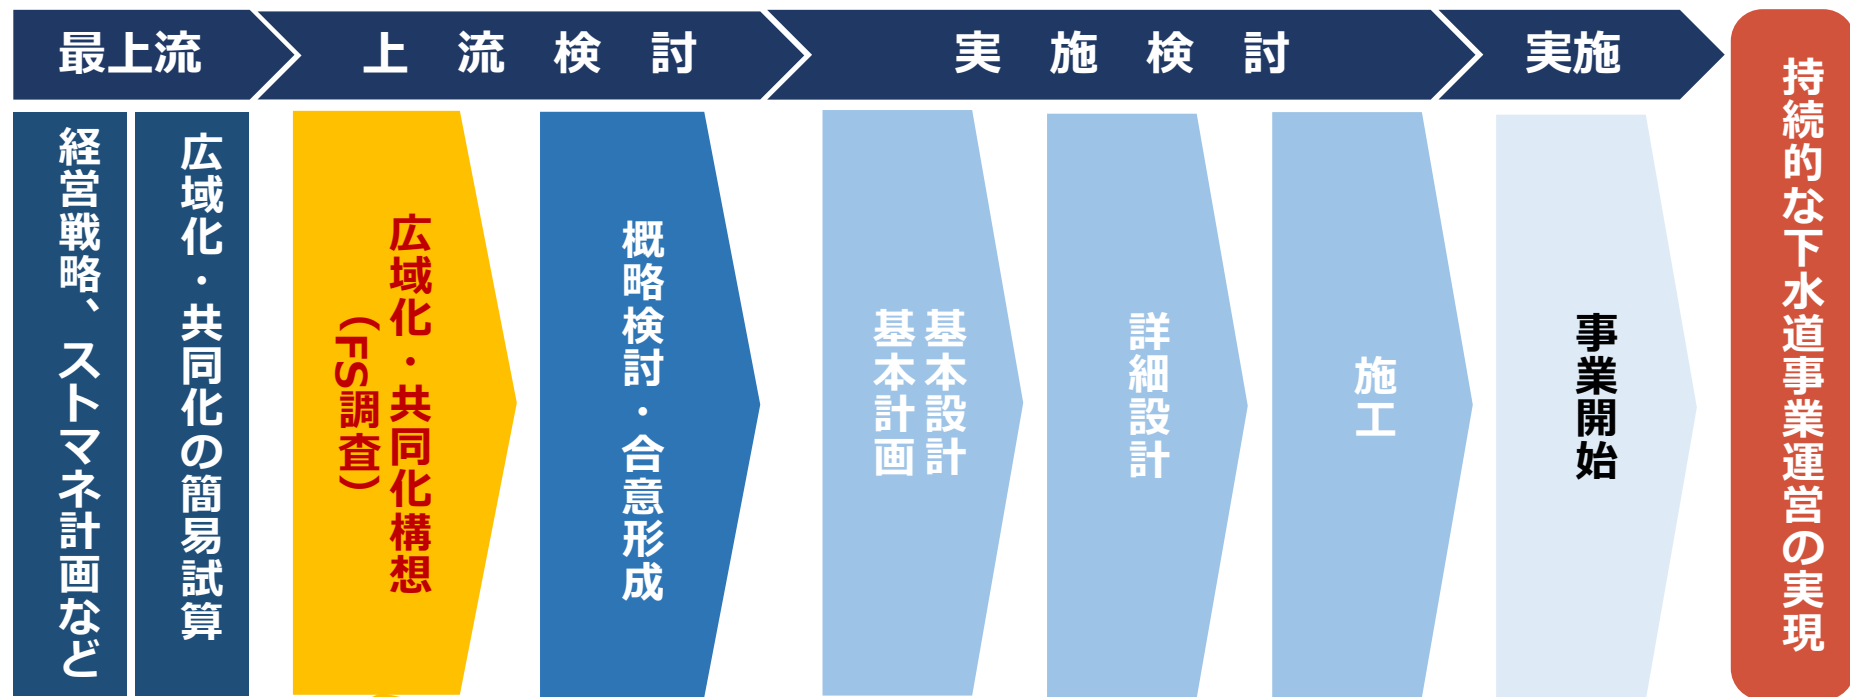 最上流
上流検討
実施検討
実施
経営戦略、ストマネ計画など
広域化・共同化の簡易試算
広域化・共同化構想
（FS調査）
概略検討・合意形成
基本設計
基本計画
詳細設計
施工
事業開始
持続的な下水道事業運営の実現